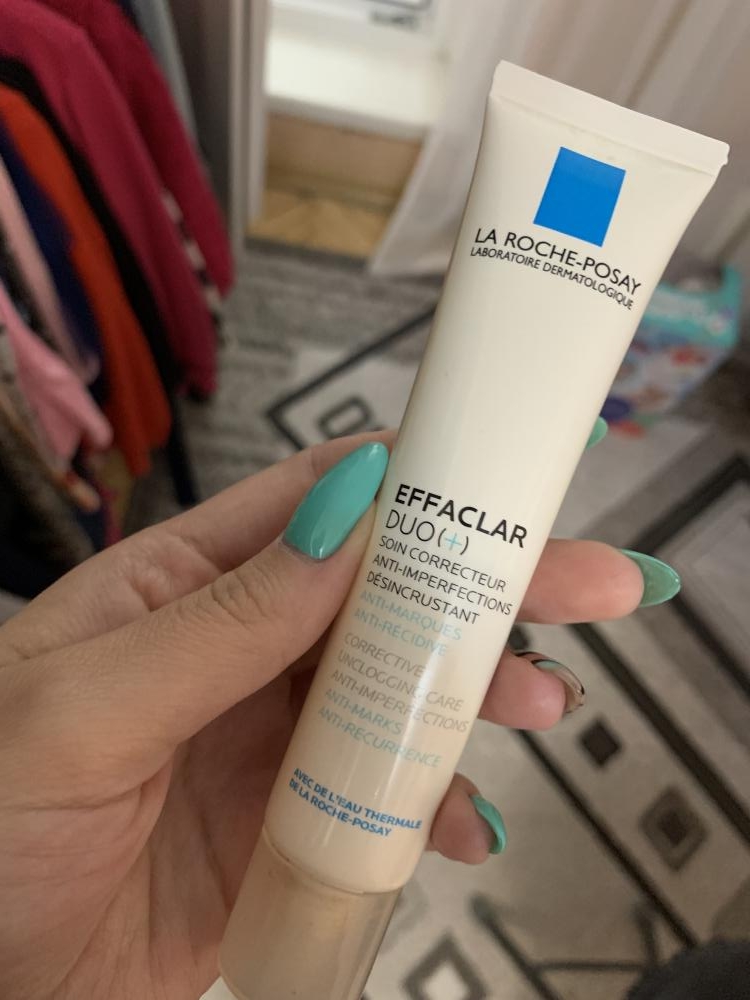 LA ROCHE-POSAY
LABORATOIRE DERMATOLOGIQUE
EFFACLAR
DUO(+)
SOIN CORRECTEUR
ANTI-IMPERFECTIONS
DÉSINCRUSTANT
ANTI-MARQUES
ANTI-RÉCIDIVE
CORRECTIVE
UNCLOGGING CARE
ANTI-IMPERFECTIONS
ANTI-MARKS
ANTI-RECURRENCE
AVEC DE L'EAU THERMALE
DE LA ROCHE-POSAY